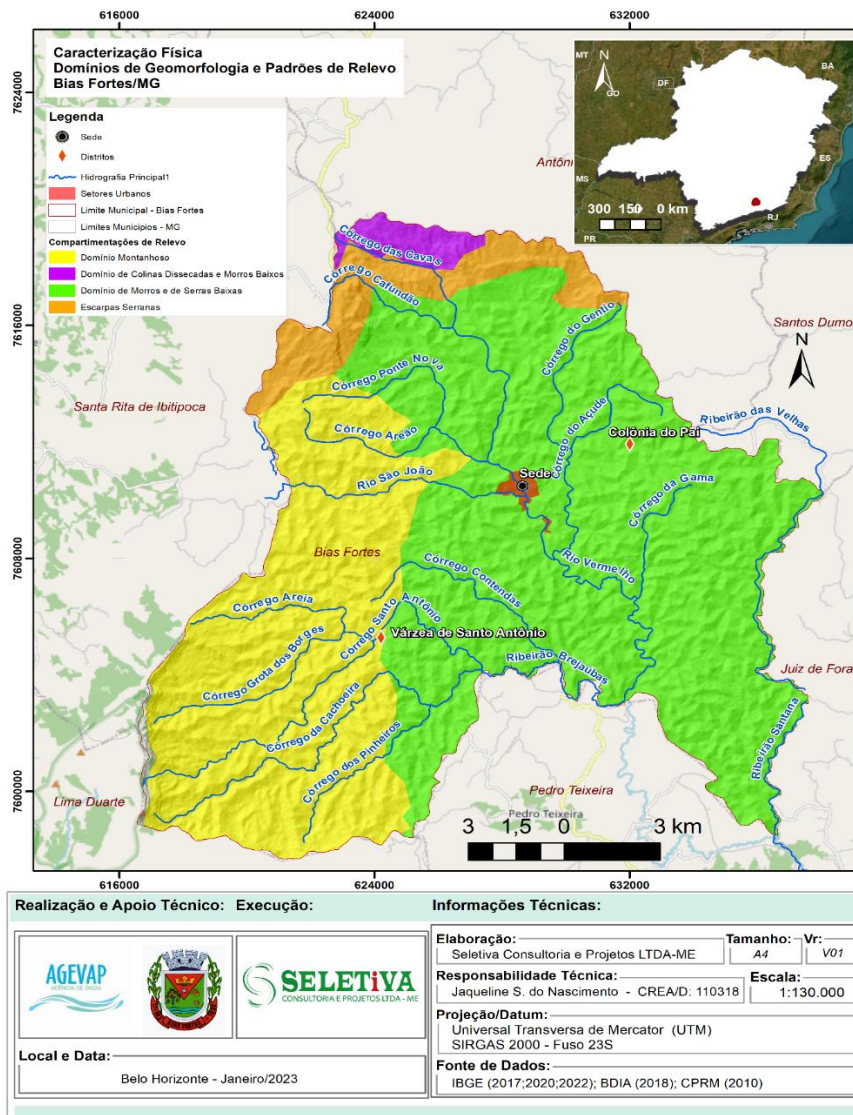 616000
624000
632000
Caracterização Física
Domínios de Geomorfologia e Padrões de Relevo
Bias Fortes/MG
Legenda
Sede
Distritos
Hidrografia Principal1
Setores Urbanos
Limite Municipal - Bias Fortes
Limites Municipios - MG
Compartimentações de Relevo
Domínio Montanhoso
Domínio de Colinas Dissecadas e Morros Baixos
Domínio de Morros e de Serras Baixas
Escarpas Serranas
MT
N
GO
DF
BA
ES
MS
RJ
PR
300 150 0 km
7624000
7616000
7608000
7600000
7624000
7616000
7608000
7600000
Antôni
Córrego das Cavas
Córrego Cafundão
Córrego do Gentio
Santos Dumo
N
Córrego Ponte Nova
Santa Rita de Ibitipoca
Córrego do Açude
Ribeirão das Velhas
Colônia do Pai
Córrego Areão
Rio São João
Sede
Córrego da Gama
Bias Fortes
Rio Vermelho
Córrego Contendas
Córrego Areia
Córrego Santo Antônio
Várzea de Santo Antônio
Córrego Grota dos Borges
Ribeirão Brejaúbas
Juiz de Fora
Córrego da Cachoeira
Córrego dos Pinheiros
Ribeirão Santana
Lima Duarte
Pedro Teixeira
Pedro Teixeira
3 1,5 0 3 km
616000
624000
632000
Realização e Apoio Técnico:
Execução:
Informações Técnicas:
AGEVAP
AGÊNCIA DE BACIA
SELETiVA
CONSULTORIA E PROJETOS LTDA - ME
Elaboração:
Seletiva Consultoria e Projetos LTDA-ME
Tamanho:
A4
Vr:
V01
Responsabilidade Técnica:
Jaqueline S. do Nascimento - CREA/D: 110318
Escala:
1:130.000
Projeção/Datum:
Universal Transversa de Mercator (UTM)
SIRGAS 2000 - Fuso 23S
Local e Data:
Belo Horizonte - Janeiro/2023
Fonte de Dados:
IBGE (2017;2020;2022); BDIA (2018); CPRM (2010)